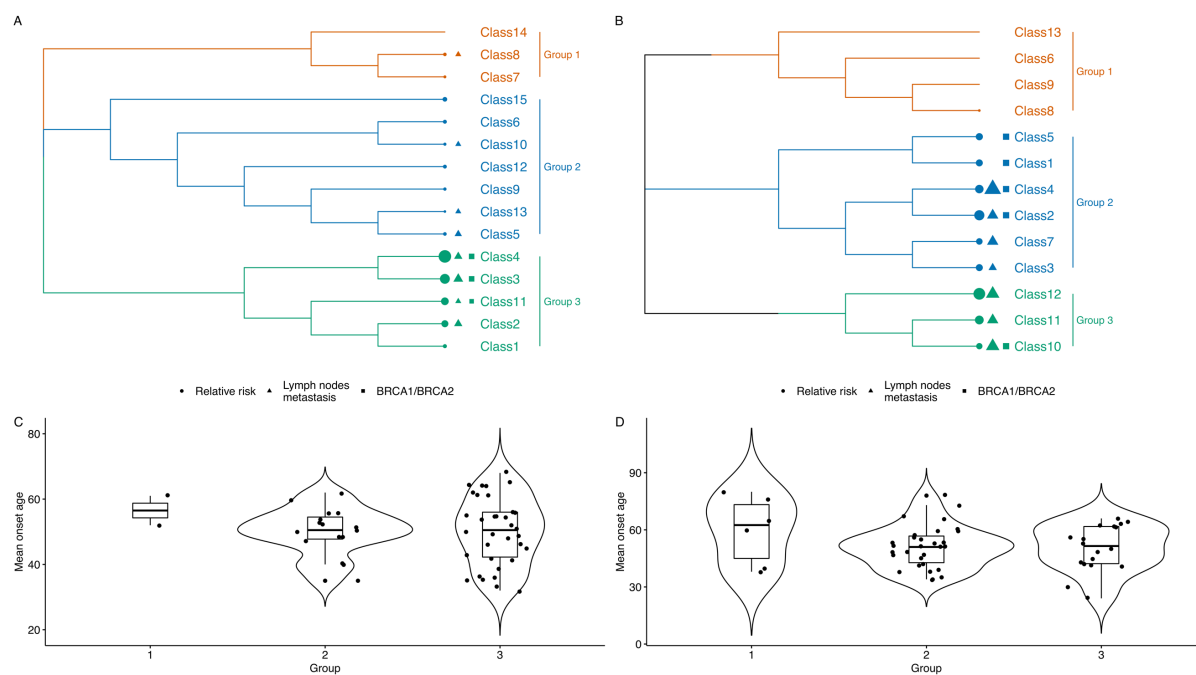 A
Class14
Class8
Class7
Group 1
Class15
Class6
Class10
Class12
Class9
Class13
Class5
Group 2
Class4
Class3
Class11
Class2
Class1
Group 3
B
Class13
Class6
Class9
Class8
Group 1
Class5
Class1
Class4
Class2
Class7
Class3
Group 2
Class12
Class11
Class10
Group 3
Relative risk
Lymph nodes
metastasis
BRCA1/BRCA2
Relative risk
Lymph nodes
metastasis
BRCA1/BRCA2
C
Mean onset age
80
60
40
20
1
2
3
Group
D
Mean onset age
90
60
30
0
1
2
3
Group